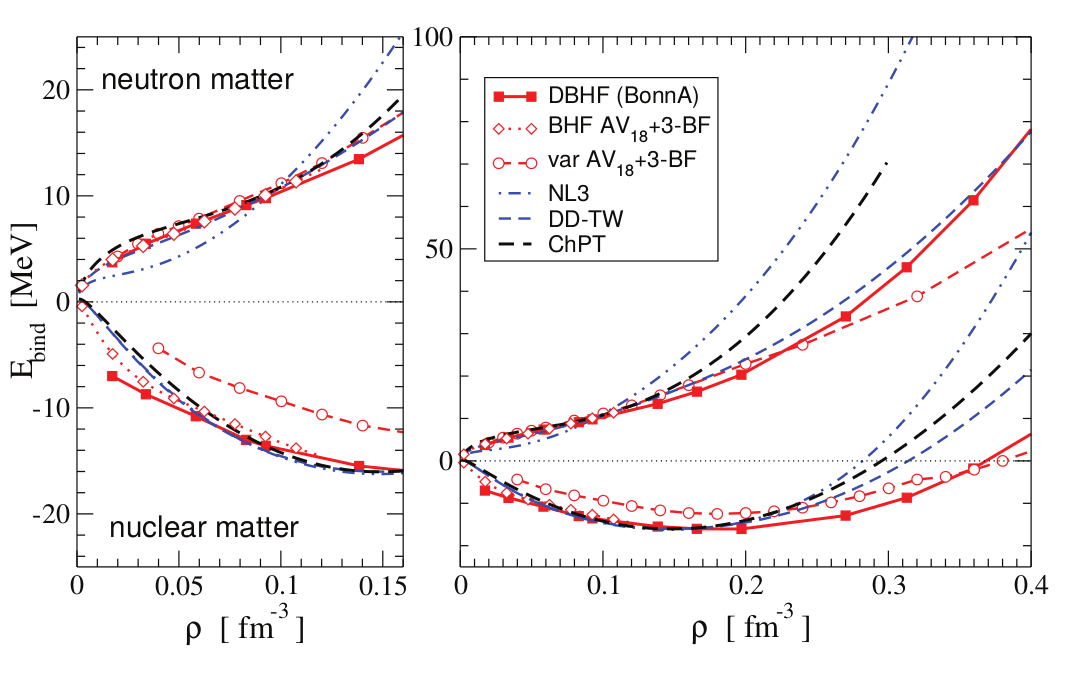 neutron matter
nuclear matter
E_bind [MeV]
20
10
0
-10
-20
0
0.05
0.1
0.15
ρ [ fm^-3 ]
100
50
0
DBHF (BonnA)
BHF AV_18+3-BF
var AV_18+3-BF
NL3
DD-TW
ChPT
0
0.1
0.2
0.3
0.4
ρ [ fm^-3 ]